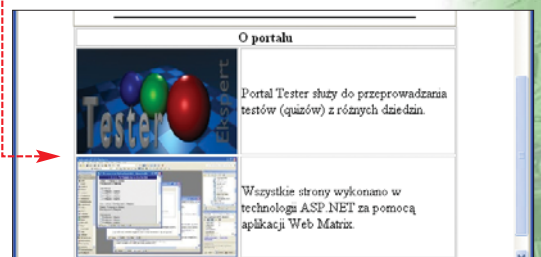 O portalu
Tester
Ekspert
Portal Tester służy do przeprowadzania
testów (quizów) z różnych dziedzin.
Wszystkie strony wykonano w
technologii ASP.NET za pomocą
aplikacji Web Matrix.